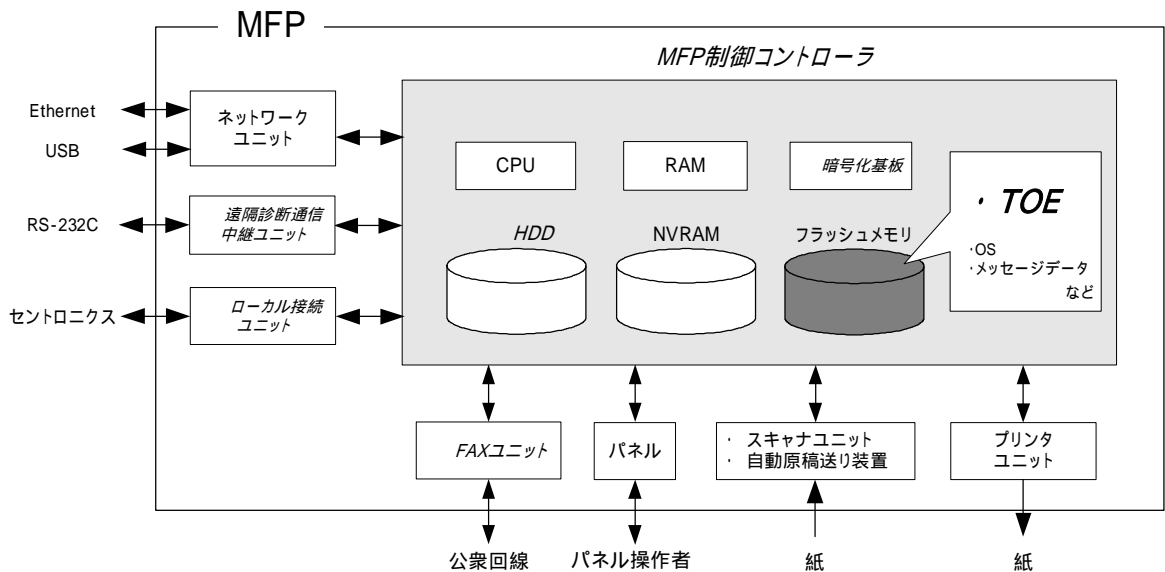 MFP
MFP制御コントローラ
Ethernet
USB
ネットワーク
ユニット
CPU
RAM
暗号化基板
・ TOE
・OS
・メッセージデータ
など
RS-232C
遠隔診断通信
中継ユニット
HDD
NVRAM
フラッシュメモリ
セントロニクス
ローカル接続
ユニット
FAXユニット
パネル
・ スキャナユニット
・ 自動原稿送り装置
プリンタ
ユニット
公衆回線
パネル操作者
紙
紙